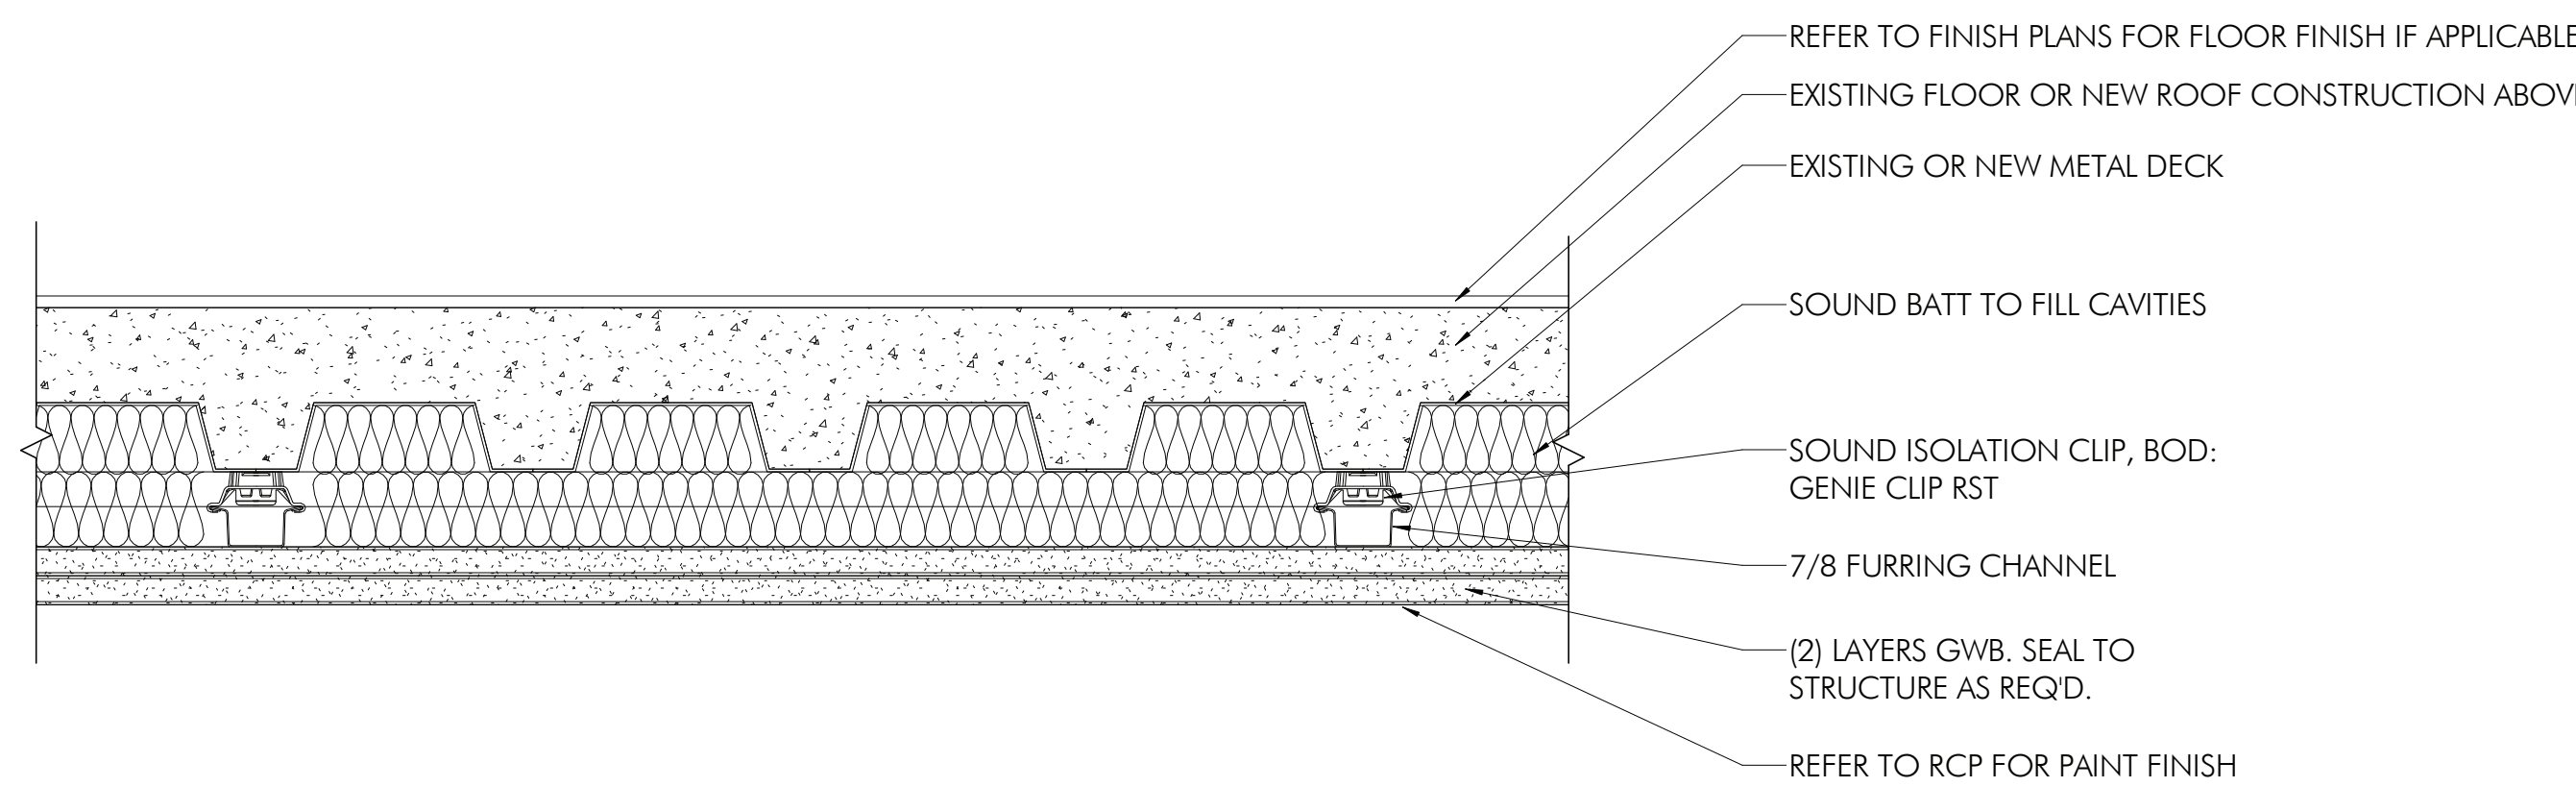 REFER TO FINISH PLANS FOR FLOOR FINISH IF APPLICABLE
EXISTING FLOOR OR NEW ROOF CONSTRUCTION ABOVE
EXISTING OR NEW METAL DECK
SOUND BATT TO FILL CAVITIES
SOUND ISOLATION CLIP, BOD:
GENIE CLIP RST
7/8 FURRING CHANNEL
(2) LAYERS GWB. SEAL TO
STRUCTURE AS REQ'D.
REFER TO RCP FOR PAINT FINISH